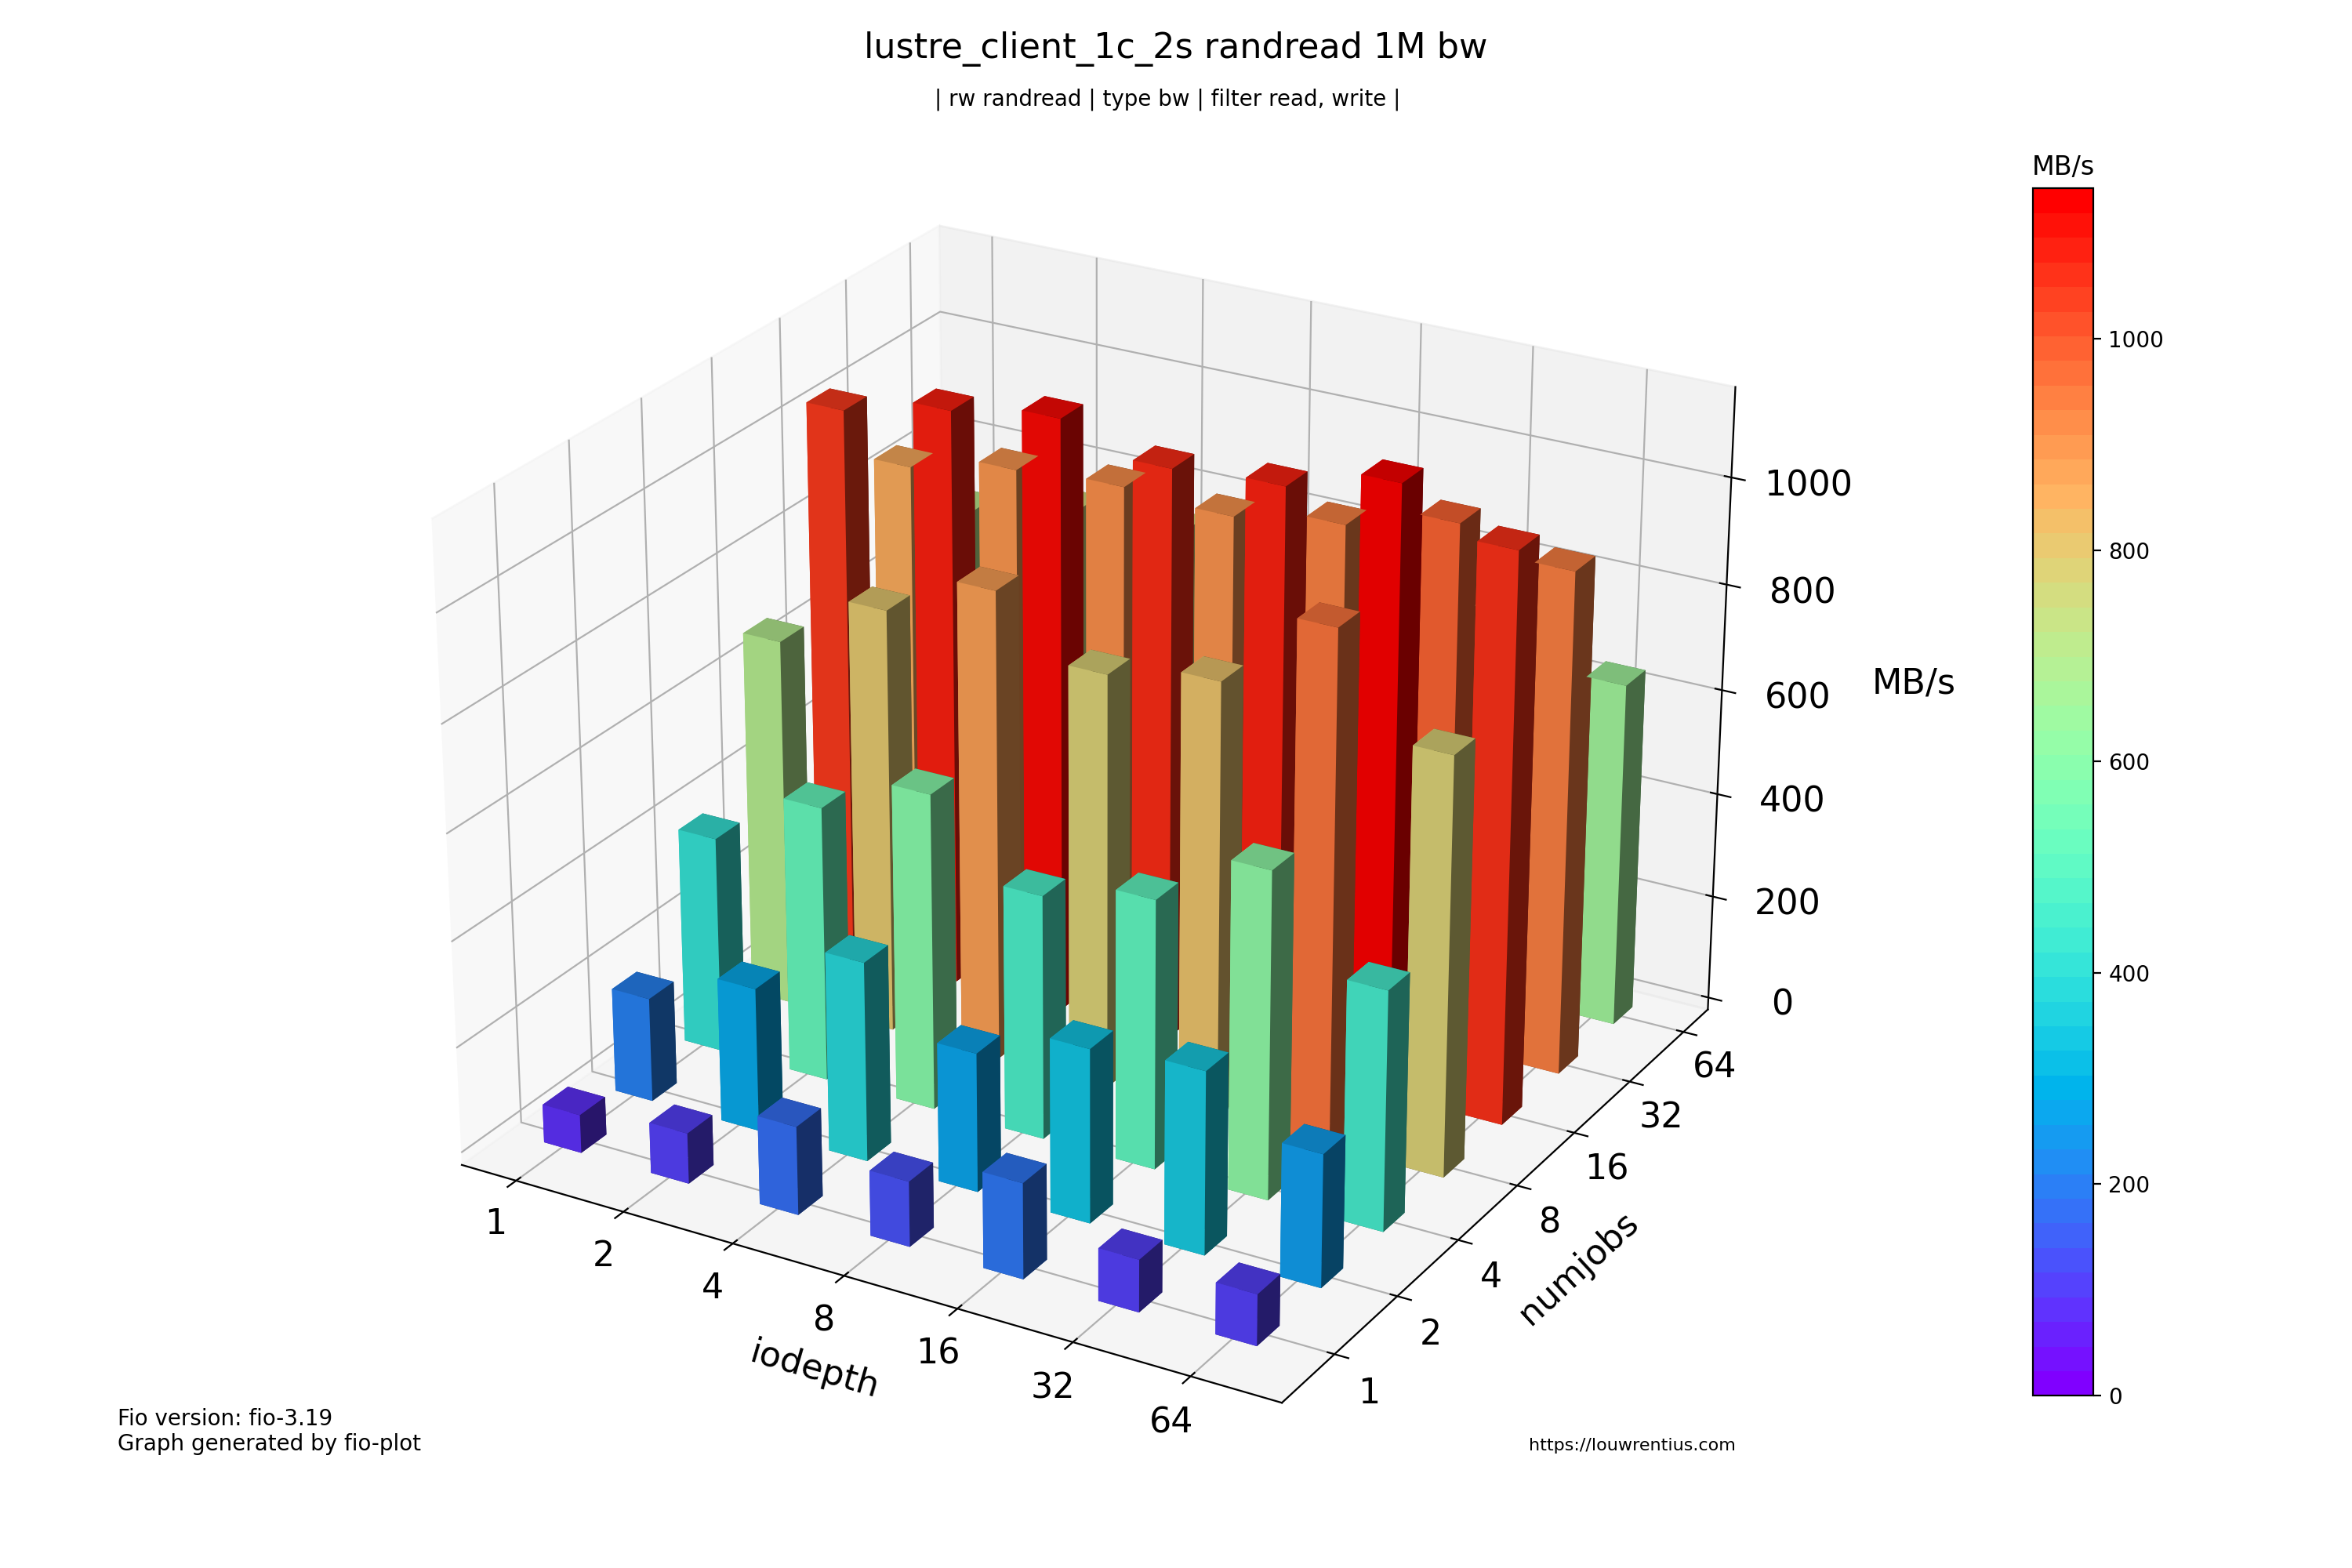 lustre_client_1c_2s randread 1M bw
| rw randread | type bw | filter read, write |
MB/s
1000
800
600
400
200
0
1000
800
600
400
200
0
MB/s
64
32
16
8
4
2
1
numjobs
1
2
4
8
16
32
64
iodepth
Fio version: fio-3.19
Graph generated by fio-plot
https://louwrentius.com